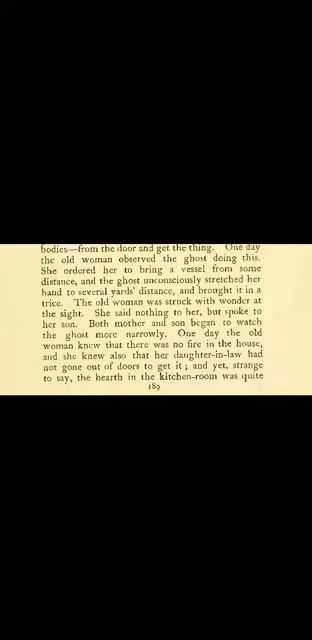 bodies—from the door and get the thing. One day
the old woman observed the ghost doing this.
She ordered her to bring a vessel from some
distance, and the ghost unconsciously stretched her
hand to several yards' distance, and brought it in a
trice. The old woman was struck with wonder at
the sight. She said nothing to her, but spoke to
her son. Both mother and son began to watch
the ghost more narrowly. One day the old
woman knew that there was no fire in the house,
and she knew also that her daughter-in-law had
not gone out of doors to get it; and yet, strange
to say, the hearth in the kitchen-room was quite
189